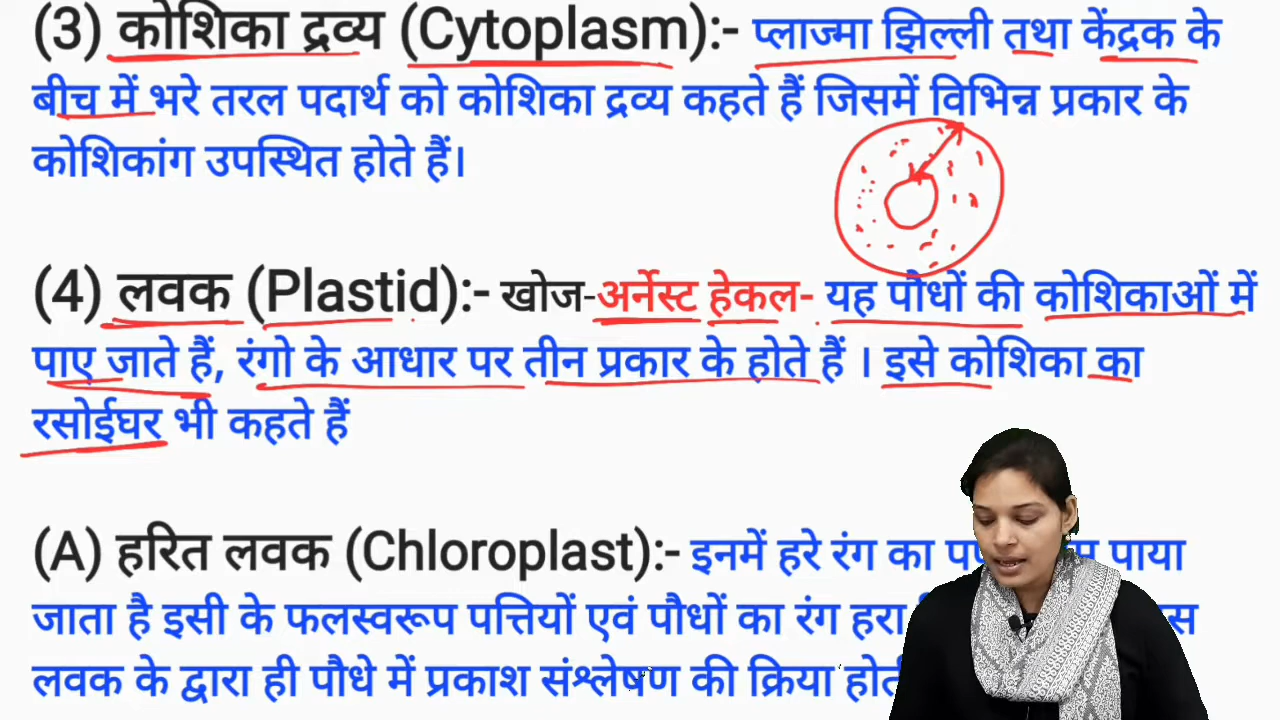 (3) कोशिका द्रव्य (Cytoplasm):- प्लाज्मा झिल्ली तथा केंद्रक के
बीच में भरे तरल पदार्थ को कोशिका द्रव्य कहते हैं जिसमें विभिन्न प्रकार के
कोशिकांग उपस्थित होते हैं।
(4) लवक (Plastid):- खोज-अर्नेस्ट हेकल- यह पौधों की कोशिकाओं में
पाए जाते हैं, रंगो के आधार पर तीन प्रकार के होते हैं । इसे कोशिका का
रसोईघर भी कहते हैं
(A) हरित लवक (Chloroplast):- इनमें हरे रंग का पाया
जाता है इसी के फलस्वरूप पत्तियों एवं पौधों का रंग हरा
लवक के द्वारा ही पौधे में प्रकाश संश्लेषण की क्रिया